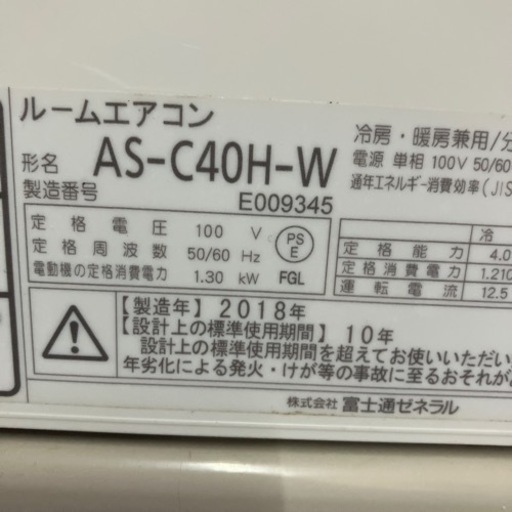 ルームエアコン
形名 AS-C40H-W
製造番号 E009345
冷房・暖房兼用/分
電源 単相 100V 50/60
通年エネルギー消費効率(JIS
定格電圧 100 V
定格周波数 50/60 Hz
電動機の定格消費電力 1.30 kW
PS
E
FGL
冷
定格能力 4.0
定格消費電力 1.210
運転電流 12.5
【製造年】2018年
【設計上の標準使用期間】10年
設計上の標準使用期間を超えてお使いいただい
年劣化による発火・けが等の事故に至るおそれが
株式会社 富士通ゼネラル